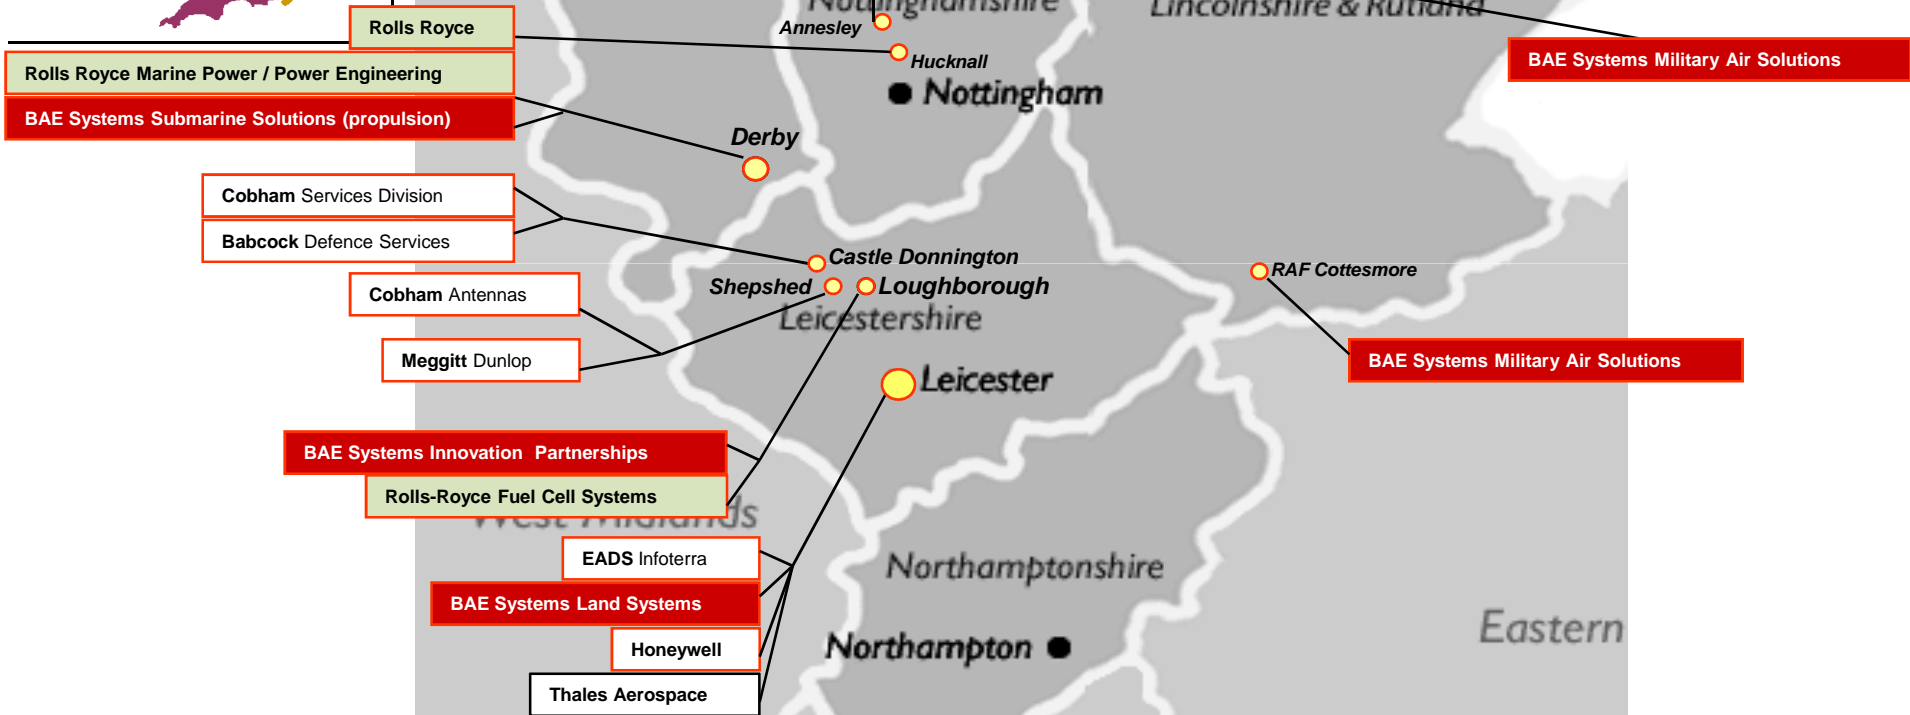 Nottinghamshire
Lincolnshire & Rutland
Rolls Royce
Annesley
Hucknall
BAE Systems Military Air Solutions
Rolls Royce Marine Power / Power Engineering
Nottingham
BAE Systems Submarine Solutions (propulsion)
Derby
Cobham Services Division
Babcock Defence Services
Castle Donnington
RAF Cottesmore
Shepshed
Loughborough
Cobham Antennas
Leicestershire
Meggitt Dunlop
BAE Systems Military Air Solutions
Leicester
BAE Systems Innovation Partnerships
Rolls-Royce Fuel Cell Systems
West Midlands
EADS Infoterra
Northamptonshire
BAE Systems Land Systems
Eastern
Honeywell
Northampton
Thales Aerospace